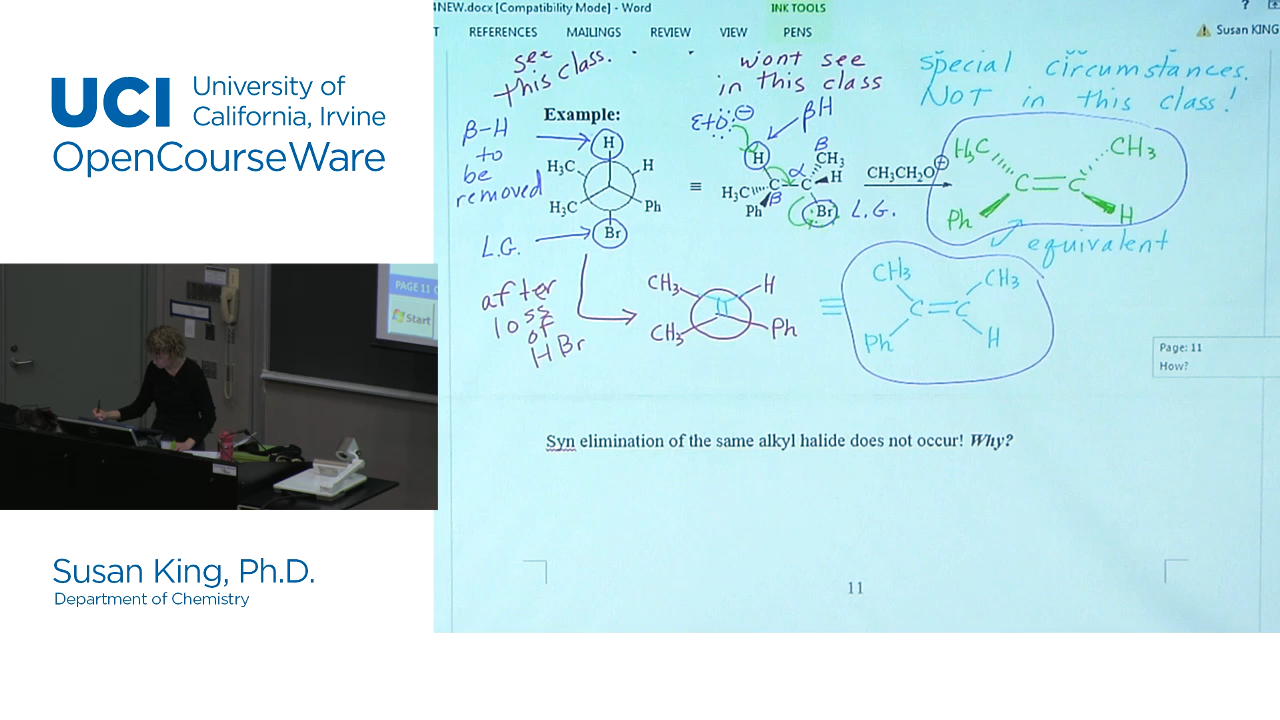 UCI University of
California, Irvine
OpenCourseWare
4NEW.docx [Compatibility Mode] - Word
INK TOOLS
?
REFERENCES MAILINGS REVIEW VIEW PENS
Susan KING
see
this class.
won't see
in this class
special circumstances.
NOT in this class!
Example:
β-H
to
be
removed
H
H₃C
H
H₃C
Ph
Br
L.G.
≡
EtO:⊖
βH
H
β
CH₃
α
H
H₃C C-C
β
Ph
Br
L.G.
CH₃CH₂O⊕
H₃C
CH₃
C=C
Ph
H
equivalent
after
loss
of
HBr
CH₃
H
CH₃
Ph
≡
CH₃
CH₃
C=C
Ph
H
Page: 11
How?
Syn elimination of the same alkyl halide does not occur! Why?
11
PAGE 11
Start
Susan King, Ph.D.
Department of Chemistry